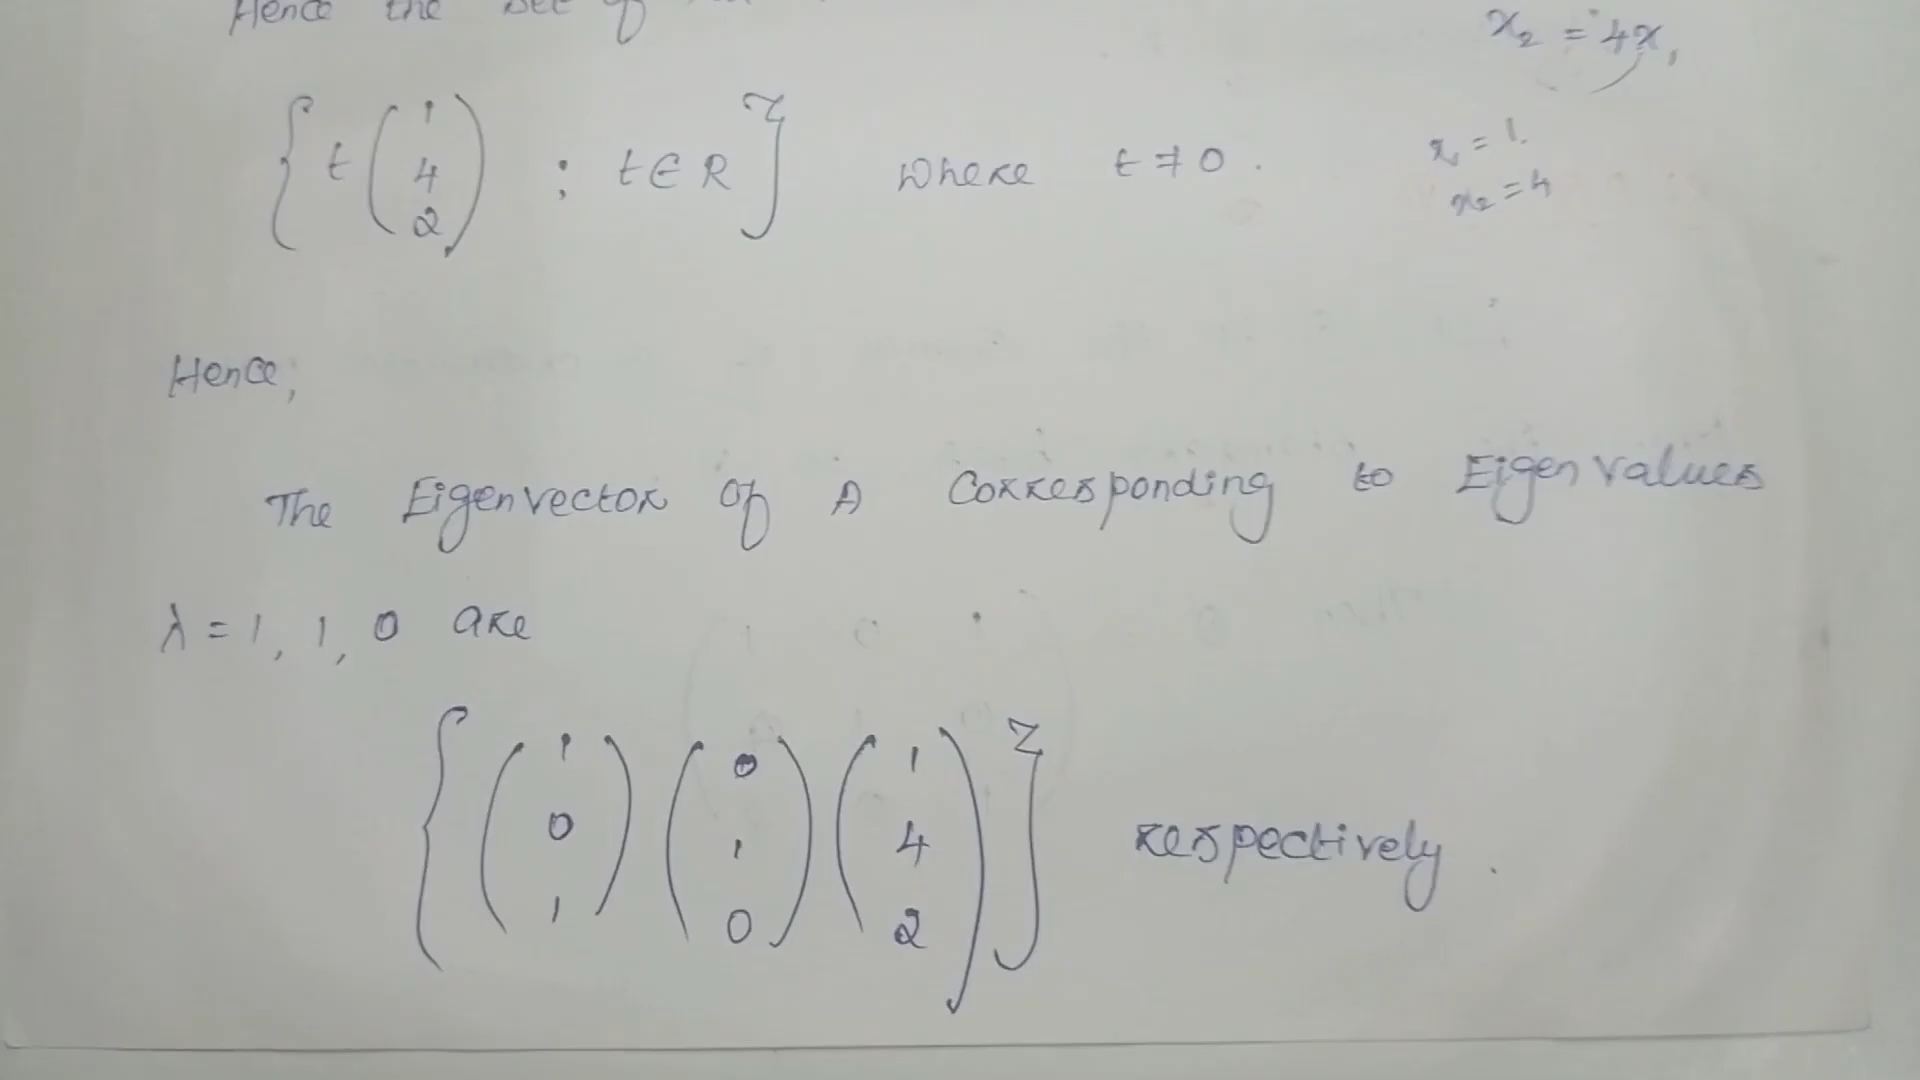 Hence the Set of
x₂ = 4x₁
{ t ( 1 4 2 ) ; t ∈ R } where t ≠ 0 .
x₁ = 1.
x₂ = 4
Hence,
The Eigenvector of A Corresponding to Eigen values
λ = 1, 1, 0 are
{ ( 1 0 1 ) ( 0 1 0 ) ( 1 4 2 ) } respectively .